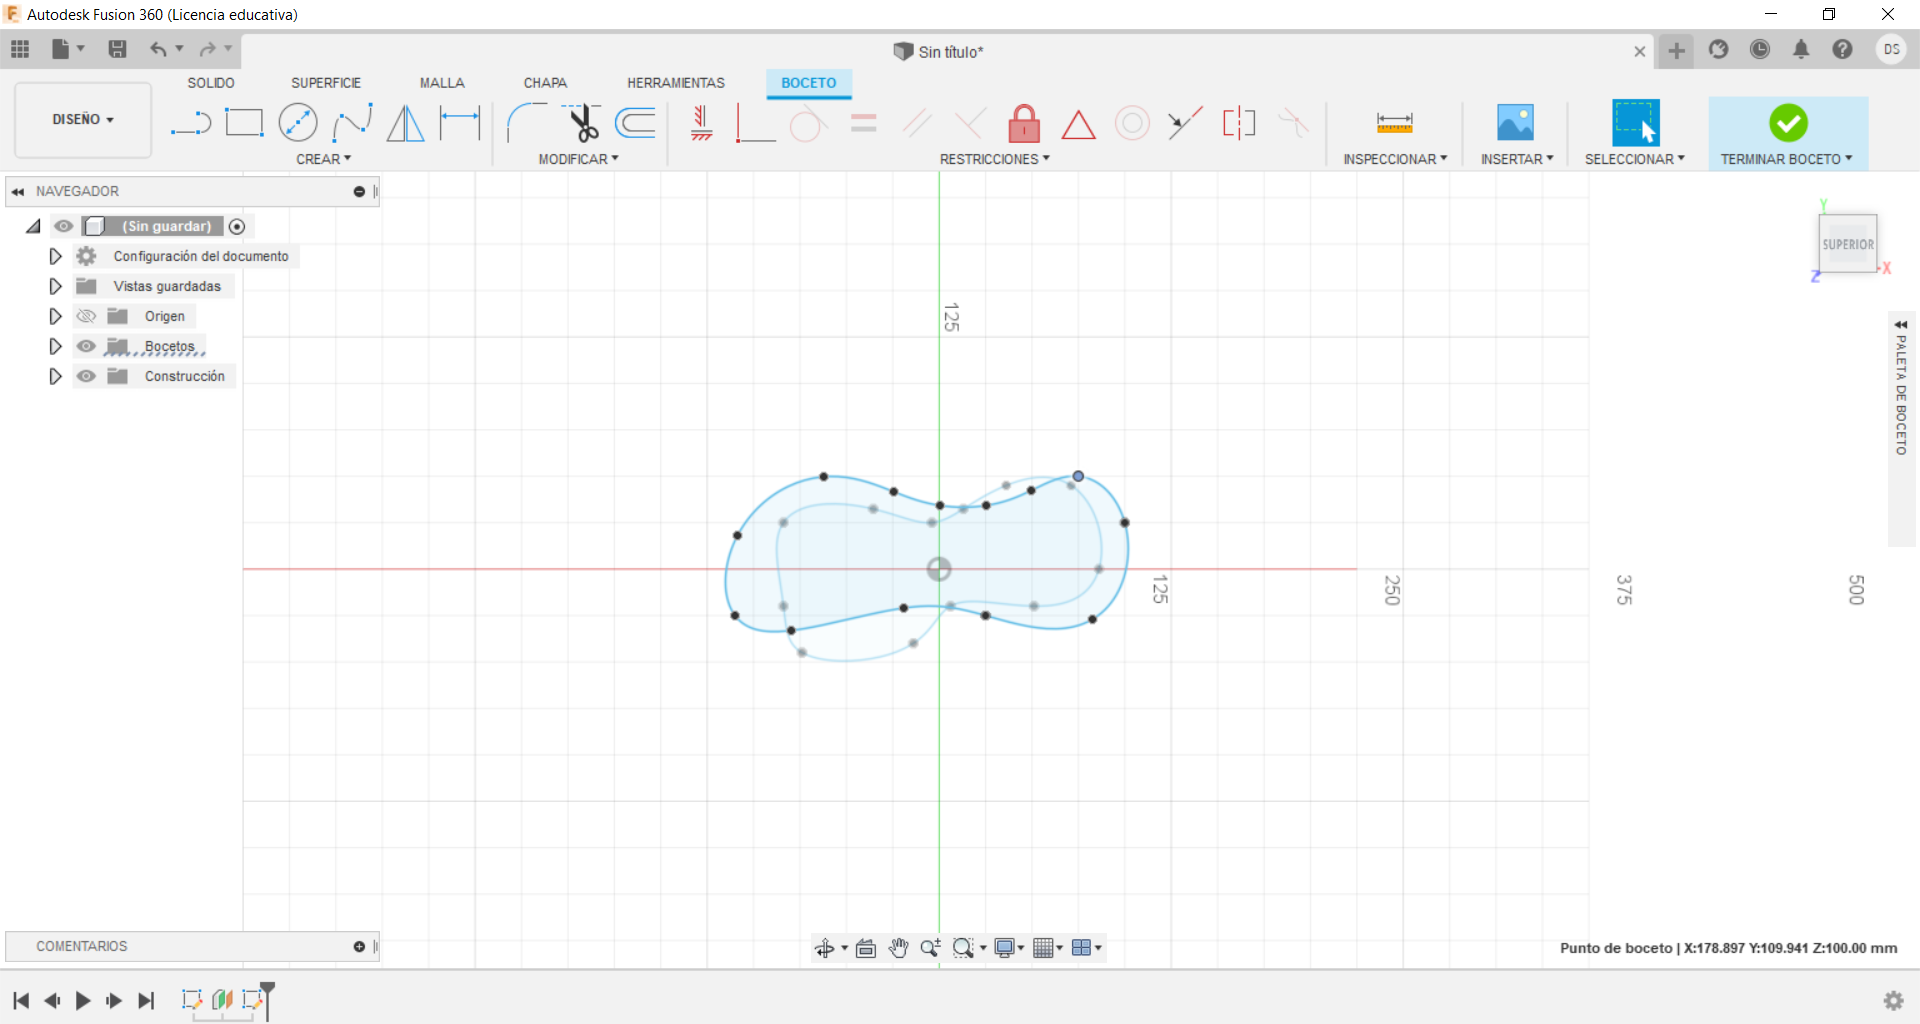 Autodesk Fusion 360 (Licencia educativa)
Sin título*
DS
SOLIDO SUPERFICIE MALLA CHAPA HERRAMIENTAS BOCETO
DISEÑO
CREAR MODIFICAR RESTRICCIONES INSPECCIONAR INSERTAR SELECCIONAR TERMINAR BOCETO
NAVEGADOR
(Sin guardar)
Configuración del documento
Vistas guardadas
Origen
Bocetos
Construcción
Y
SUPERIOR
X
Z
PALETA DE BOCETO
125
125
250
375
500
COMENTARIOS
Punto de boceto | X:178.897 Y:109.941 Z:100.00 mm